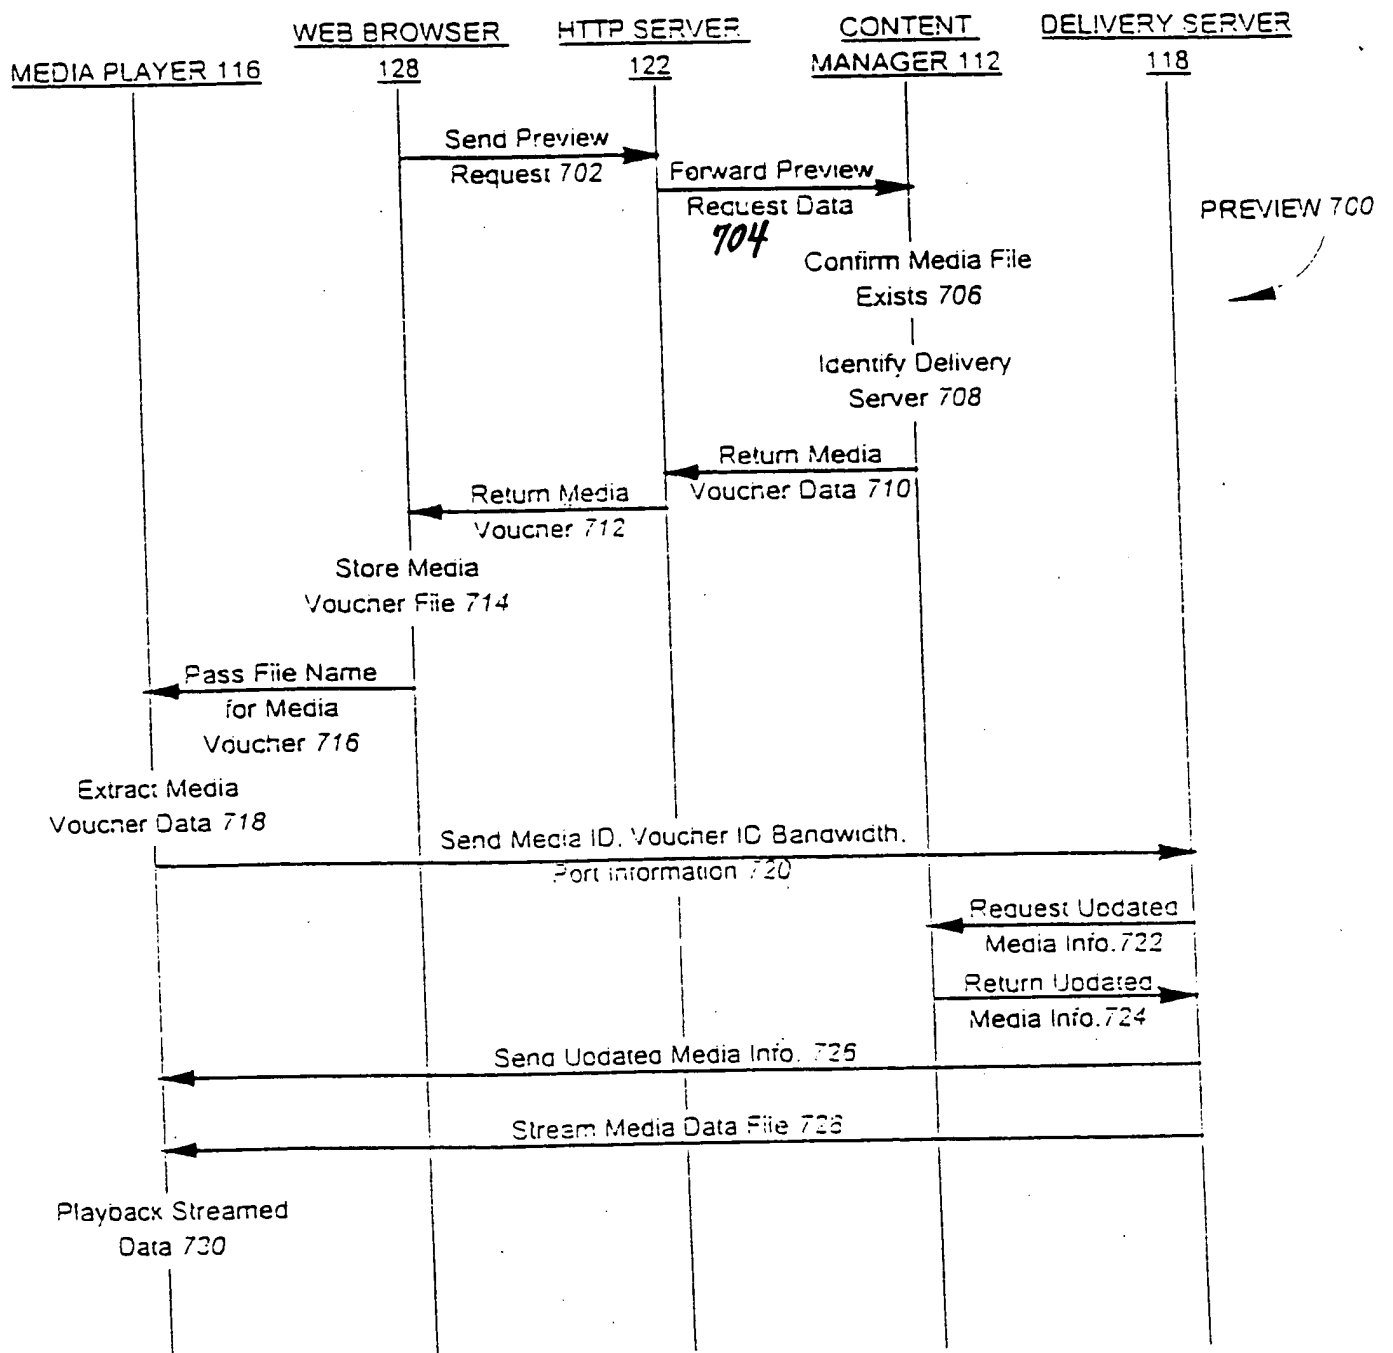 WEB BROWSER
128
HTTP SERVER
122
CONTENT
MANAGER 112
DELIVERY SERVER
118
MEDIA PLAYER 116
Send Preview
Request 702
Forward Preview
Request Data
704
PREVIEW 700
Confirm Media File
Exists 706
Identify Delivery
Server 708
Return Media
Voucher Data 710
Return Media
Voucher 712
Store Media
Voucher File 714
Pass File Name
for Media
Voucher 716
Extract Media
Voucher Data 718
Send Media ID, Voucher ID Bandwidth,
Port Information 720
Request Updated
Media Info. 722
Return Updated
Media Info. 724
Send Updated Media Info. 726
Stream Media Data File 728
Playback Streamed
Data 730